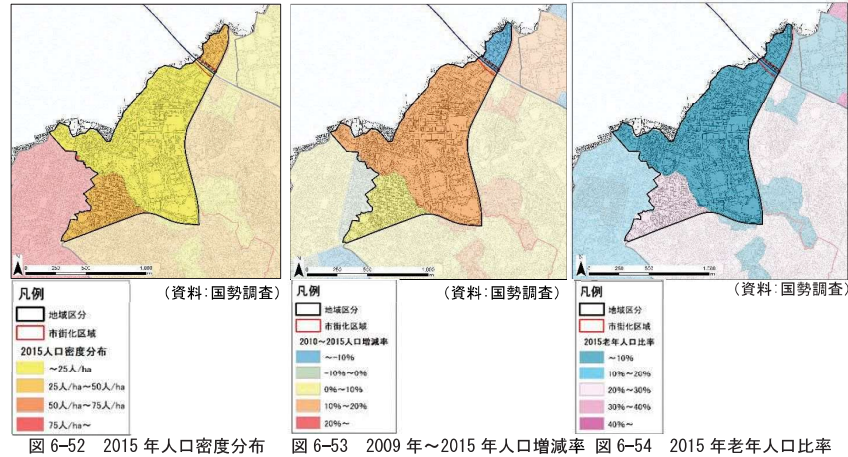 (資料:国勢調査)
凡例
地域区分
市街化区域
2015人口密度分布
～25人/ha
25人/ha～50人/ha
50人/ha～75人/ha
75人/ha～
図 6-52 2015 年人口密度分布
(資料:国勢調査)
凡例
地域区分
市街化区域
2010～2015人口増減率
～-10%
-10%～0%
0%～10%
10%～20%
20%～
図 6-53 2009 年～2015 年人口増減率
(資料:国勢調査)
凡例
地域区分
市街化区域
2015老年人口比率
～10%
10%～20%
20%～30%
30%～40%
40%～
図 6-54 2015 年老年人口比率